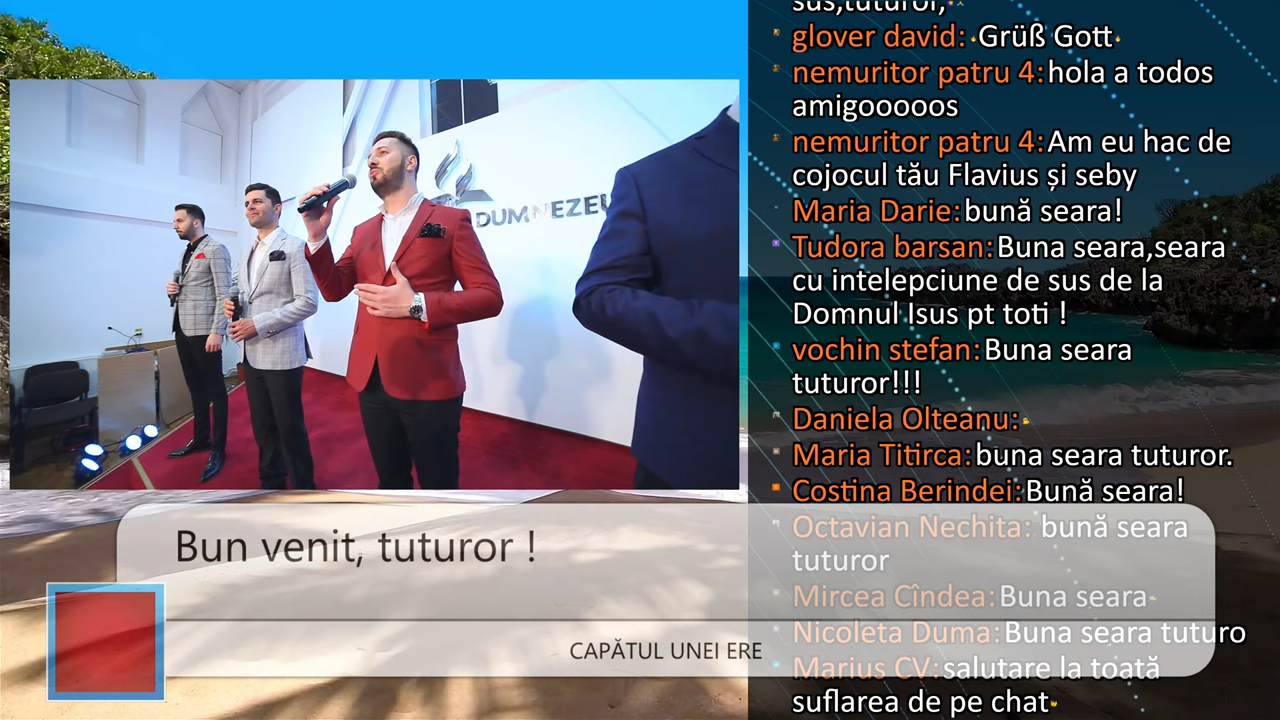 sus,tuturor,
glover david: Grüß Gott
nemuritor patru 4: hola a todos
amigooooos
nemuritor patru 4: Am eu hac de
cojocul tău Flavius și seby
Maria Darie: bună seara!
Tudora barsan: Buna seara,seara
cu intelepciune de sus de la
Domnul Isus pt toti !
vochin stefan: Buna seara
tuturor!!!
Daniela Olteanu:
Maria Titirca: buna seara tuturor.
Costina Berindei: Bună seara!
Octavian Nechita: bună seara
tuturor
Mircea Cîndea: Buna seara
Nicoleta Duma: Buna seara tuturo
Marius CV: salutare la toată
suflarea de pe chat
DUMNEZEU
Bun venit, tuturor !
CAPĂTUL UNEI ERE